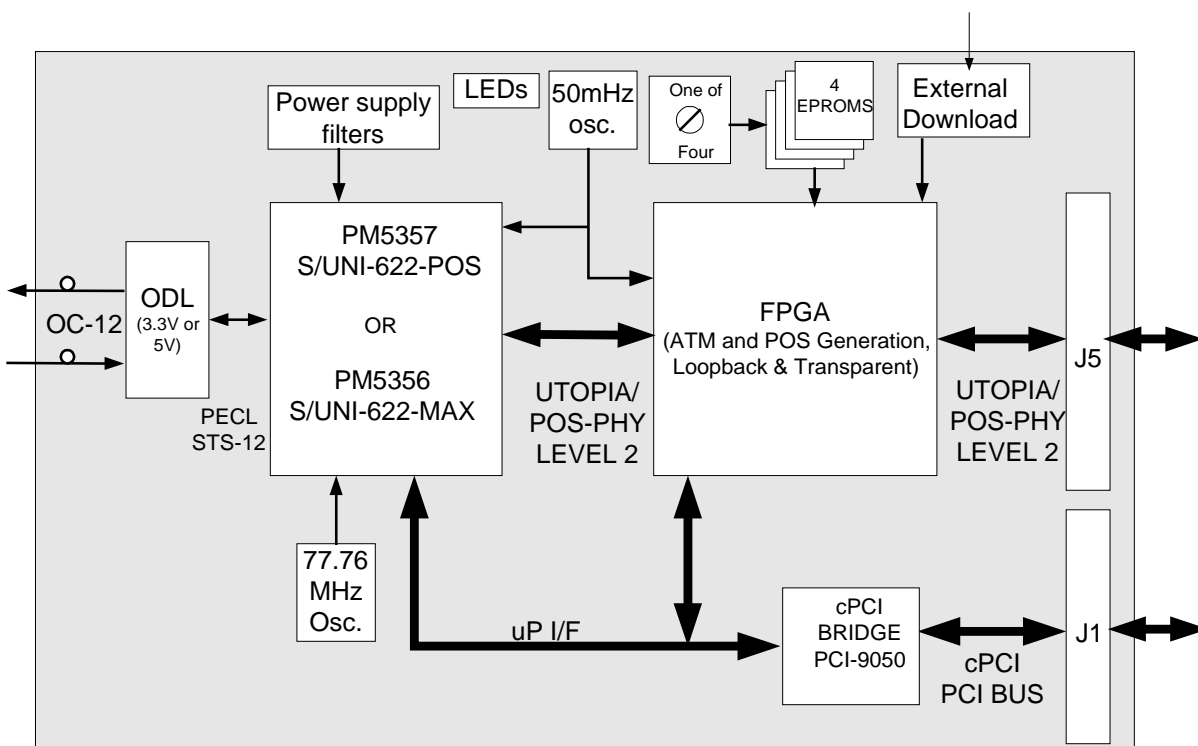 Power supply
filters
LEDs
50mHz
osc.
One of
Four
4
EPROMS
External
Download
OC-12
ODL
(3.3V or
5V)
PECL
STS-12
PM5357
S/UNI-622-POS
OR
PM5356
S/UNI-622-MAX
UTOPIA/
POS-PHY
LEVEL 2
FPGA
(ATM and POS Generation,
Loopback & Transparent)
UTOPIA/
POS-PHY
LEVEL 2
J5
77.76
MHz
Osc.
uP I/F
cPCI
BRIDGE
PCI-9050
cPCI
PCI BUS
J1